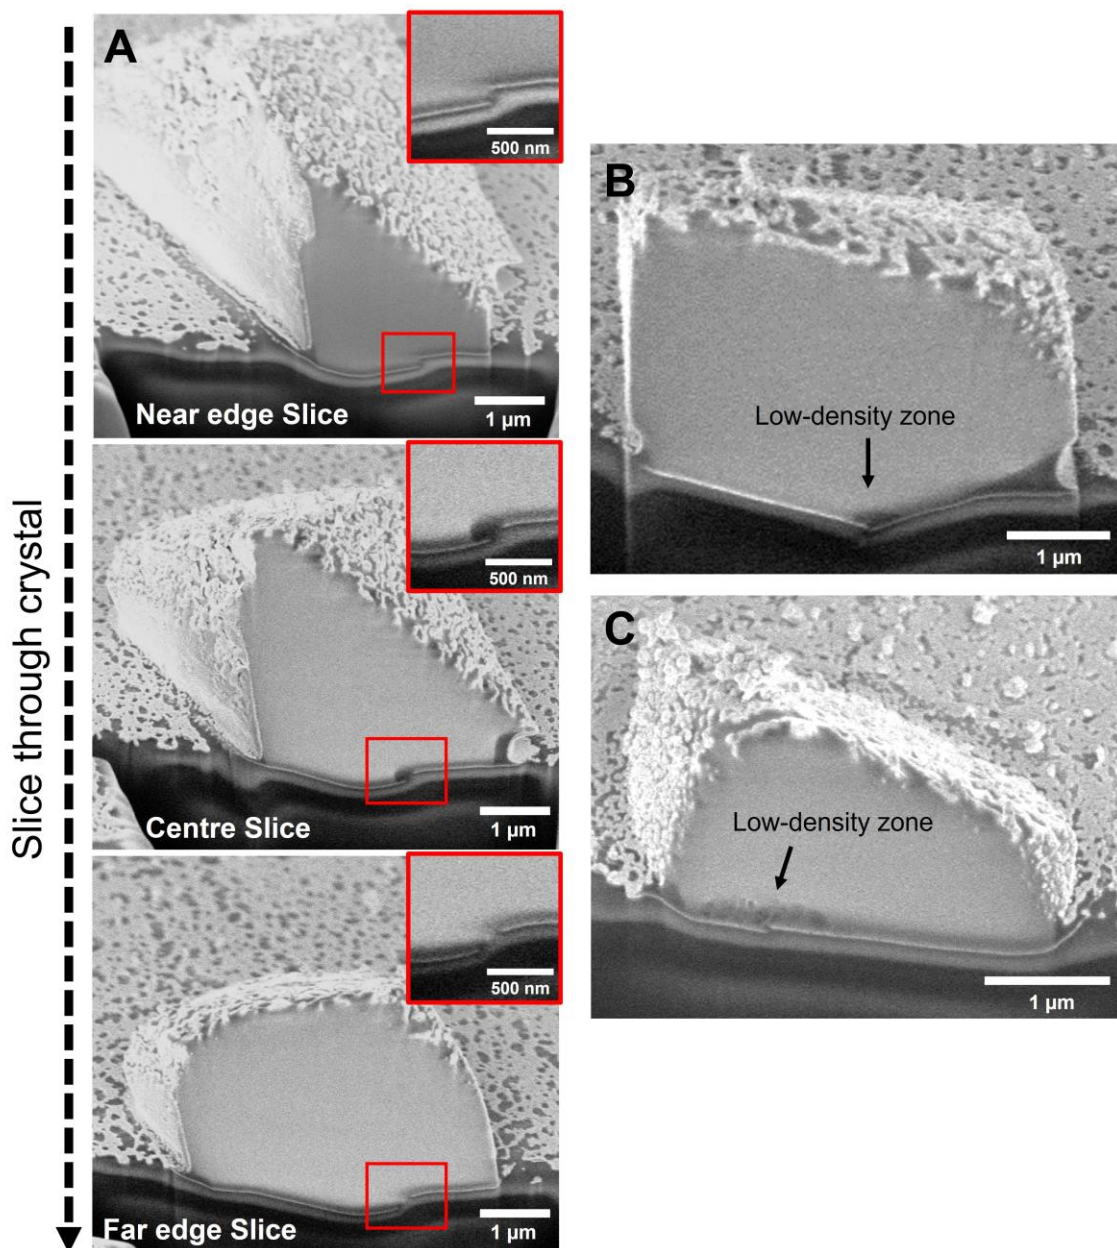 Slice through crystal
A
500 nm
Near edge Slice
1 µm
500 nm
Centre Slice
1 µm
500 nm
Far edge Slice
1 µm
B
Low-density zone
1 µm
C
Low-density zone
1 µm